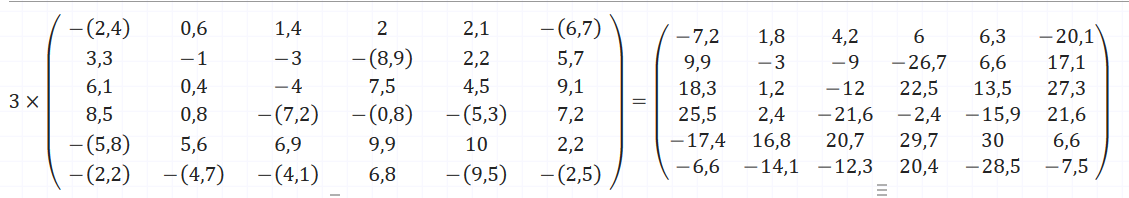 −(2,4) 0,6 1,4 2 2,1 −(6,7) −7,2 1,8 4,2 6 6,3 −20,1
3,3 −1 −3 −(8,9) 2,2 5,7 9,9 −3 −9 −26,7 6,6 17,1
6,1 0,4 −4 7,5 4,5 9,1 18,3 1,2 −12 22,5 13,5 27,3
3 × =
8,5 0,8 −(7,2) −(0,8) −(5,3) 7,2 25,5 2,4 −21,6 −2,4 −15,9 21,6
−(5,8) 5,6 6,9 9,9 10 2,2 −17,4 16,8 20,7 29,7 30 6,6
−(2,2) −(4,7) −(4,1) 6,8 −(9,5) −(2,5) −6,6 −14,1 −12,3 20,4 −28,5 −7,5